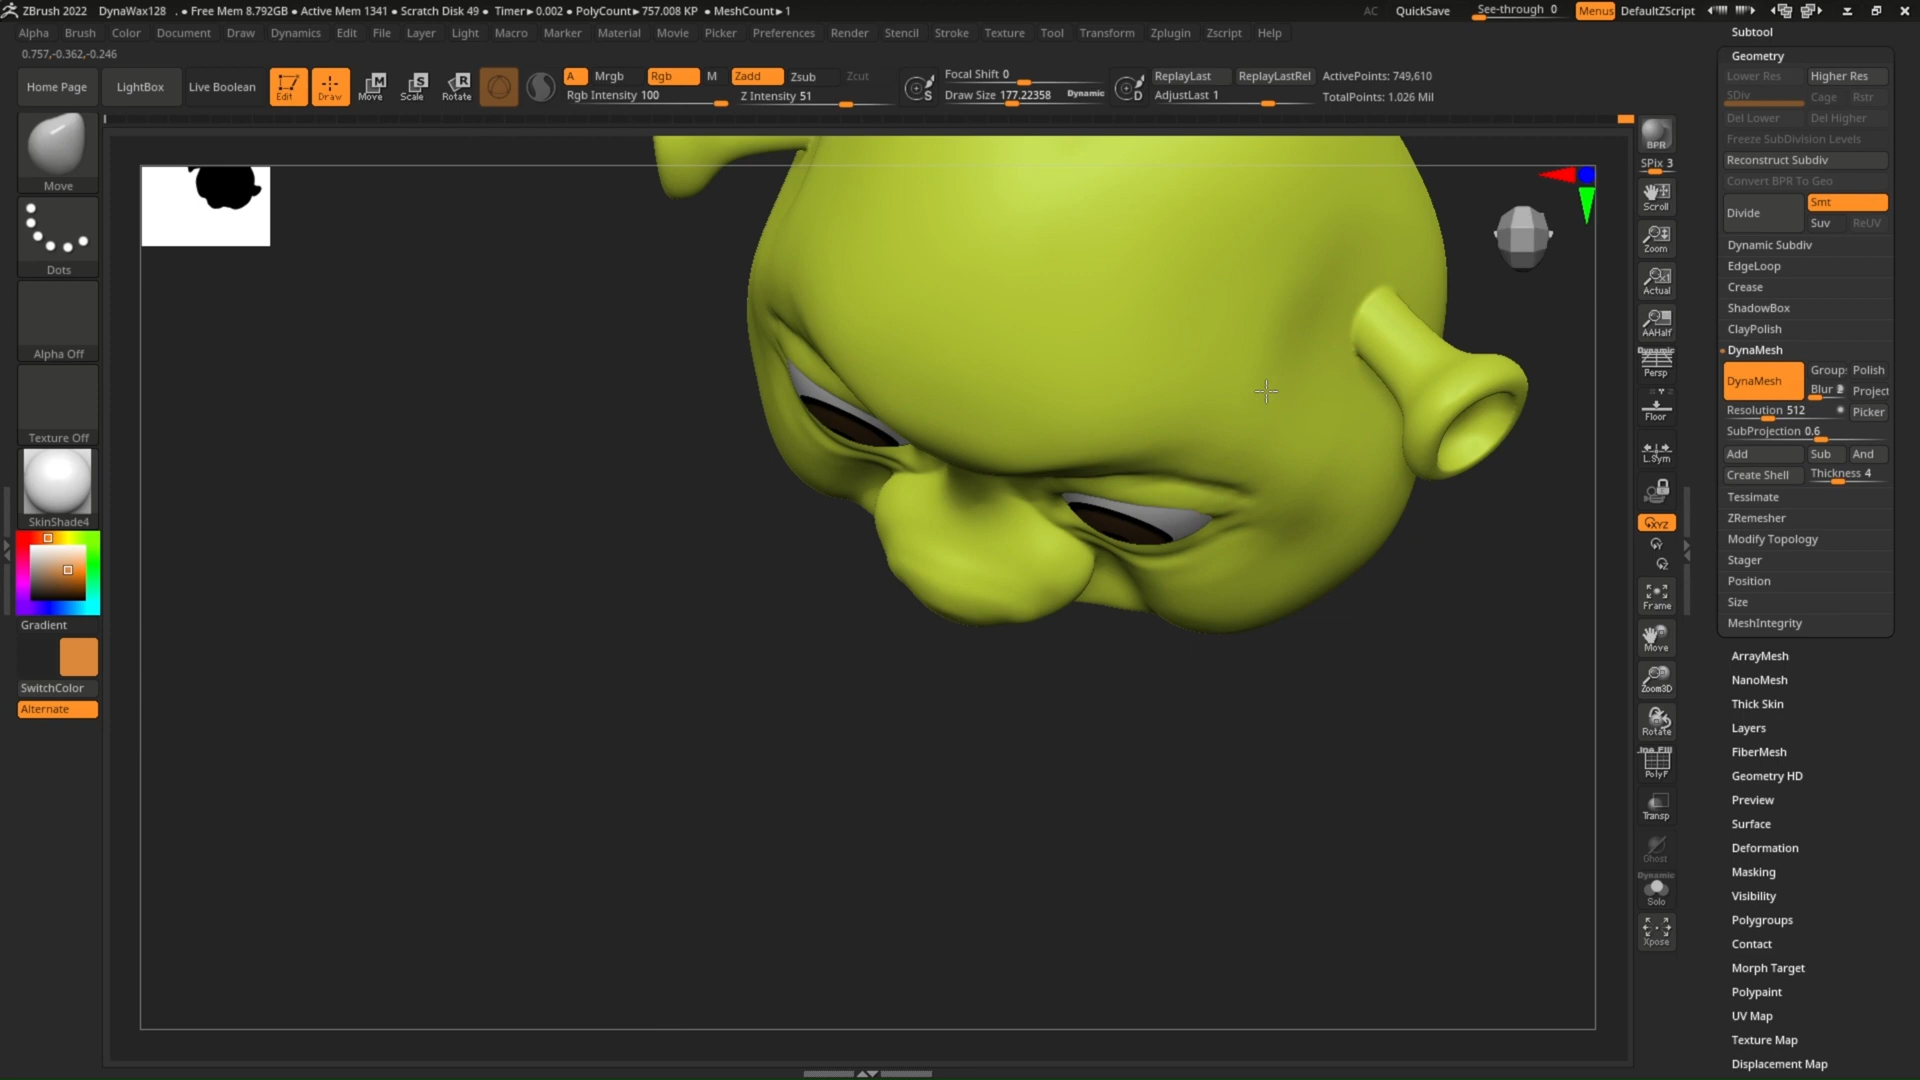 ZBrush 2022 DynaWax128 . ● Free Mem 8.792GB ● Active Mem 1341 ● Scratch Disk 49 ● Timer▸0.002 ● PolyCount▸757.008 KP ● MeshCount▸1 AC QuickSave See-through 0 Menus DefaultZScript
Alpha Brush Color Document Draw Dynamics Edit File Layer Light Macro Marker Material Movie Picker Preferences Render Stencil Stroke Texture Tool Transform Zplugin Zscript Help
0.757,-0.362,-0.246
Home Page LightBox Live Boolean Edit Draw Move Scale Rotate
M S R
A Mrgb Rgb M Zadd Zsub Zcut
Rgb Intensity 100 Z Intensity 51
S
Focal Shift 0
Draw Size 177.22358 Dynamic
D
ReplayLast ReplayLastRel ActivePoints: 749,610
AdjustLast 1 TotalPoints: 1.026 Mil
Move
Dots
Alpha Off
Texture Off
SkinShade4
Gradient
SwitchColor
Alternate
BPR
SPix 3
Scroll
Zoom
Actual
AAHalf
Dynamic
Persp
Floor
L.Sym
XYZ
Y
Z
Frame
Move
Zoom3D
Rotate
Line Fill
PolyF
Transp
Ghost
Dynamic
Solo
Xpose
Subtool
Geometry
Lower Res Higher Res
SDiv Cage Rstr
Del Lower Del Higher
Freeze SubDivision Levels
Reconstruct Subdiv
Convert BPR To Geo
Divide Smt
Suv ReUV
Dynamic Subdiv
EdgeLoop
Crease
ShadowBox
ClayPolish
DynaMesh
DynaMesh Group: Polish
Blur 2 Project
Resolution 512 Picker
SubProjection 0.6
Add Sub And
Create Shell Thickness 4
Tessimate
ZRemesher
Modify Topology
Stager
Position
Size
MeshIntegrity
ArrayMesh
NanoMesh
Thick Skin
Layers
FiberMesh
Geometry HD
Preview
Surface
Deformation
Masking
Visibility
Polygroups
Contact
Morph Target
Polypaint
UV Map
Texture Map
Displacement Map